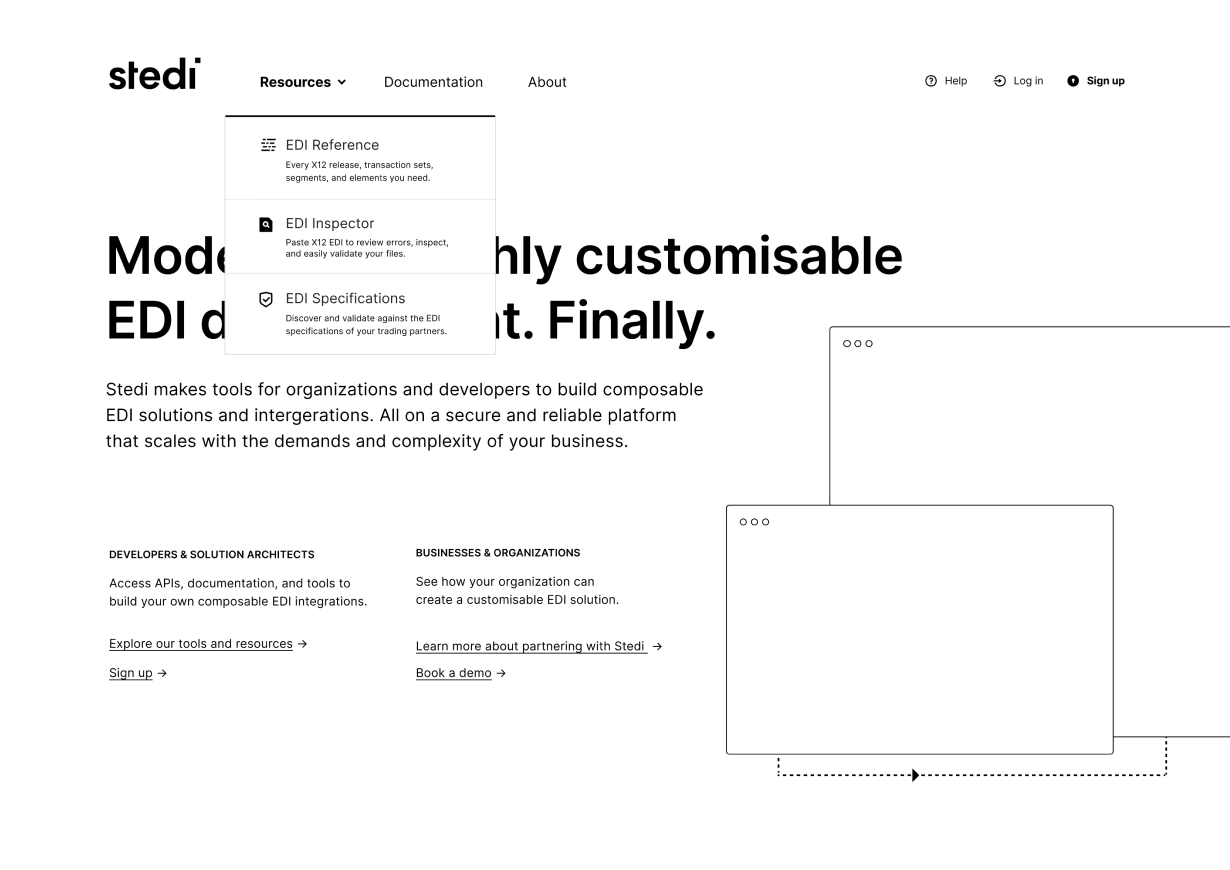 stedi
Resources
Documentation
About
Help
Log in
Sign up
EDI Reference
Every X12 release, transaction sets,
segments, and elements you need.
EDI Inspector
Paste X12 EDI to review errors, inspect,
and easily validate your files.
EDI Specifications
Discover and validate against the EDI
specifications of your trading partners.
customisable
EDI
Finally.
Stedi makes tools for organizations and developers to build composable
EDI solutions and intergerations. All on a secure and reliable platform
that scales with the demands and complexity of your business.
DEVELOPERS & SOLUTION ARCHITECTS
Access APIs, documentation, and tools to
build your own composable EDI integrations.
Explore our tools and resources →
Sign up →
BUSINESSES & ORGANIZATIONS
See how your organization can
create a customisable EDI solution.
Learn more about partnering with Stedi →
Book a demo →